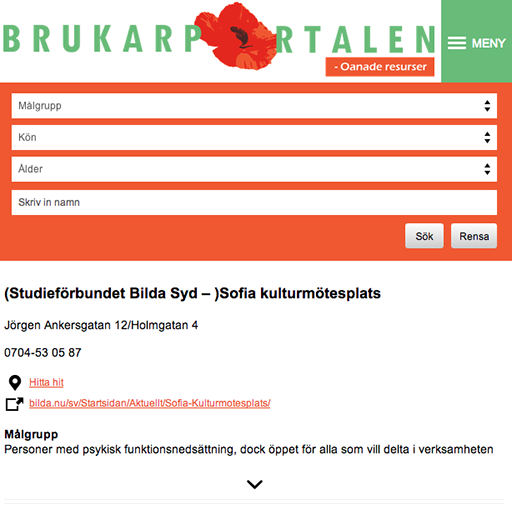 BRUKARP RTALEN
- Oanade resurser
MENY
Målgrupp
Kön
Ålder
Skriv in namn
Sök
Rensa
(Studieförbundet Bilda Syd – )Sofia kulturmötesplats
Jörgen Ankersgatan 12/Holmgatan 4
0704-53 05 87
Hitta hit
bilda.nu/sv/Startsidan/Aktuellt/Sofia-Kulturmotesplats/
Målgrupp
Personer med psykisk funktionsnedsättning, dock öppet för alla som vill delta i verksamheten